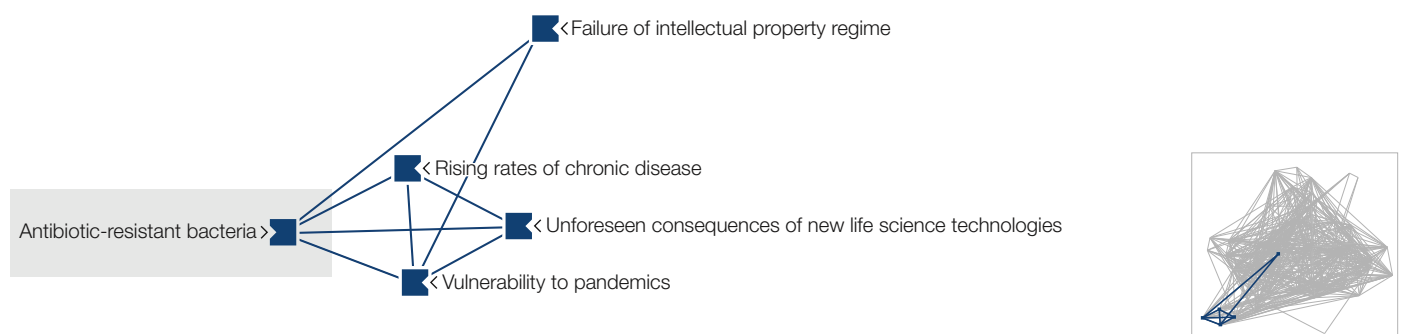 Failure of intellectual property regime
Rising rates of chronic disease
Antibiotic-resistant bacteria
Unforeseen consequences of new life science technologies
Vulnerability to pandemics